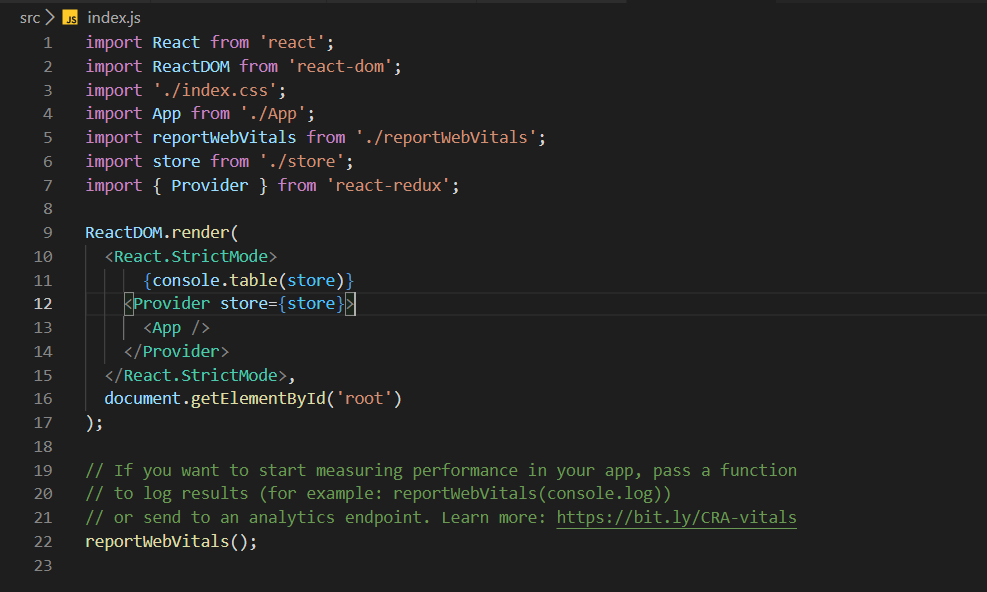 src > JS index.js
1 import React from 'react';
2 import ReactDOM from 'react-dom';
3 import './index.css';
4 import App from './App';
5 import reportWebVitals from './reportWebVitals';
6 import store from './store';
7 import { Provider } from 'react-redux';
8
9 ReactDOM.render(
10   <React.StrictMode>
11       {console.table(store)}
12     <Provider store={store}>
13       <App />
14     </Provider>
15   </React.StrictMode>,
16   document.getElementById('root')
17 );
18
19 // If you want to start measuring performance in your app, pass a function
20 // to log results (for example: reportWebVitals(console.log))
21 // or send to an analytics endpoint. Learn more: https://bit.ly/CRA-vitals
22 reportWebVitals();
23